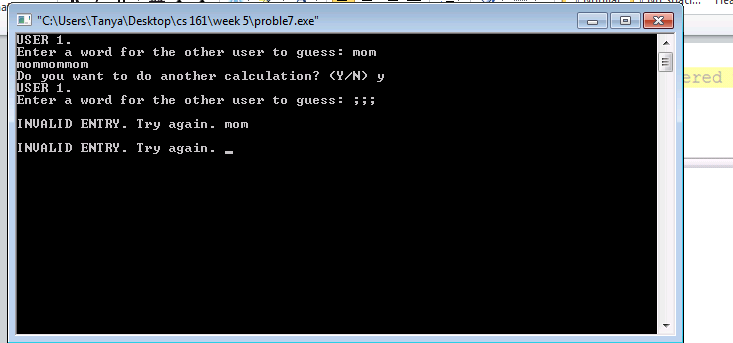 "C:\Users\Tanya\Desktop\cs 161\week 5\proble7.exe"
USER 1.
Enter a word for the other user to guess: mom
mommommom
Do you want to do another calculation? (Y/N) y
USER 1.
Enter a word for the other user to guess: ;;;
INVALID ENTRY. Try again. mom
INVALID ENTRY. Try again. _
ered